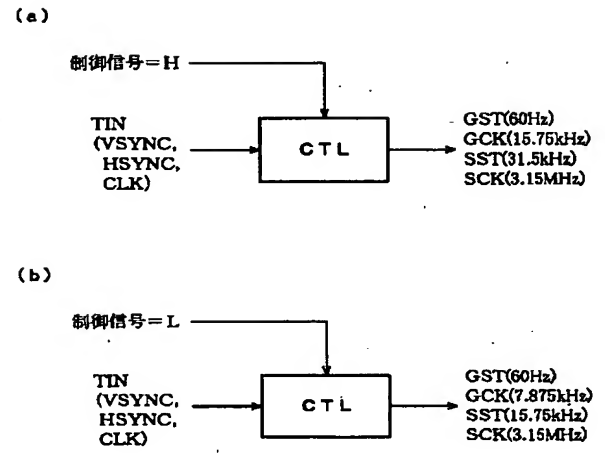 (a)
制御信号=H
TIN
(VSYNC,
HSYNC,
CLK)
CTL
GST(60Hz)
GCK(15.75kHz)
SST(31.5kHz)
SCK(3.15MHz)
(b)
制御信号=L
TIN
(VSYNC,
HSYNC,
CLK)
CTL
GST(60Hz)
GCK(7.875kHz)
SST(15.75kHz)
SCK(3.15MHz)